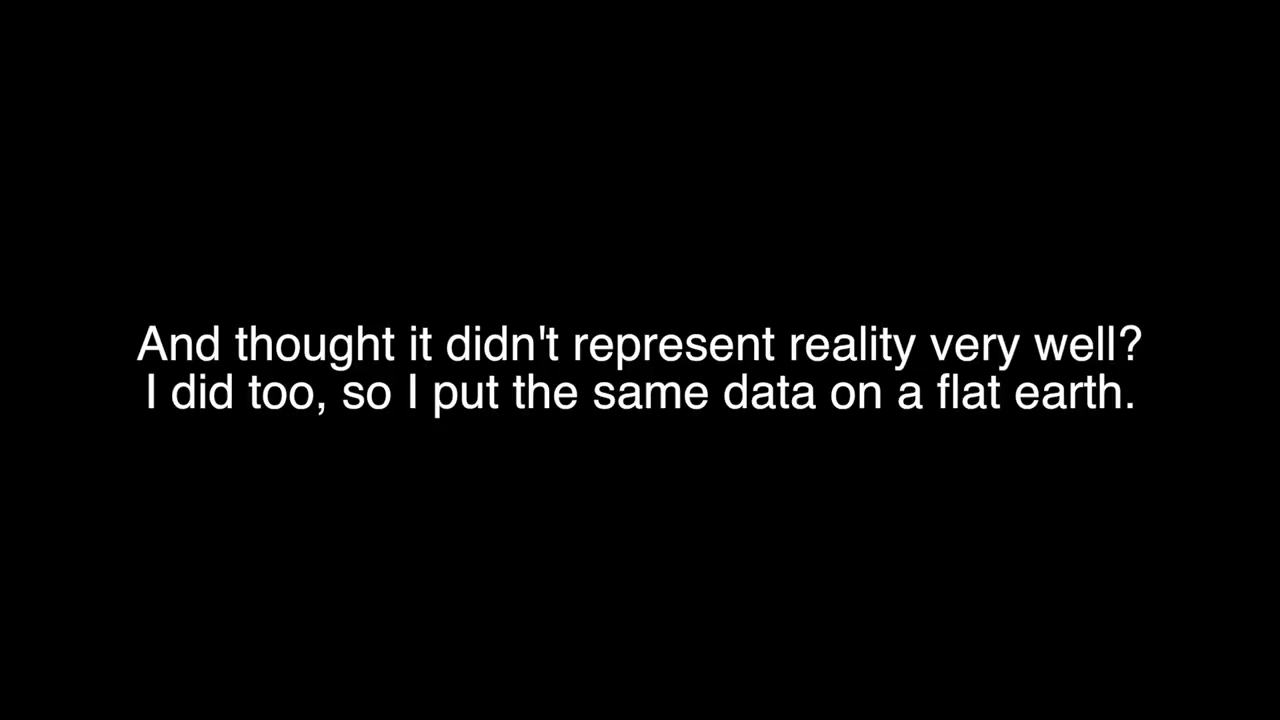 And thought it didn't represent reality very well?
I did too, so I put the same data on a flat earth.